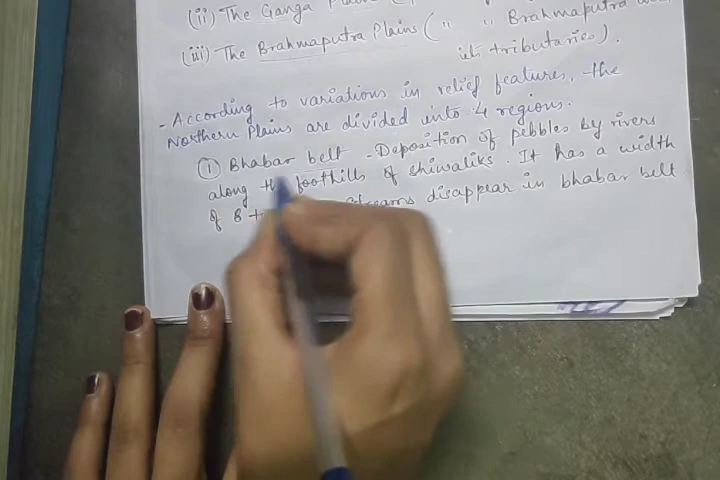 (ii) The Ganga Plain
(iii) The Brahmaputra Plains ( " " Brahmaputra
its tributaries).
- According to variations in relief features, the
Northern Plains are divided into 4 regions.
① Bhabar belt - Deposition of pebbles by rivers
along the foothills of shiwaliks. It has a width
of 8 Streams disappear in bhabar belt